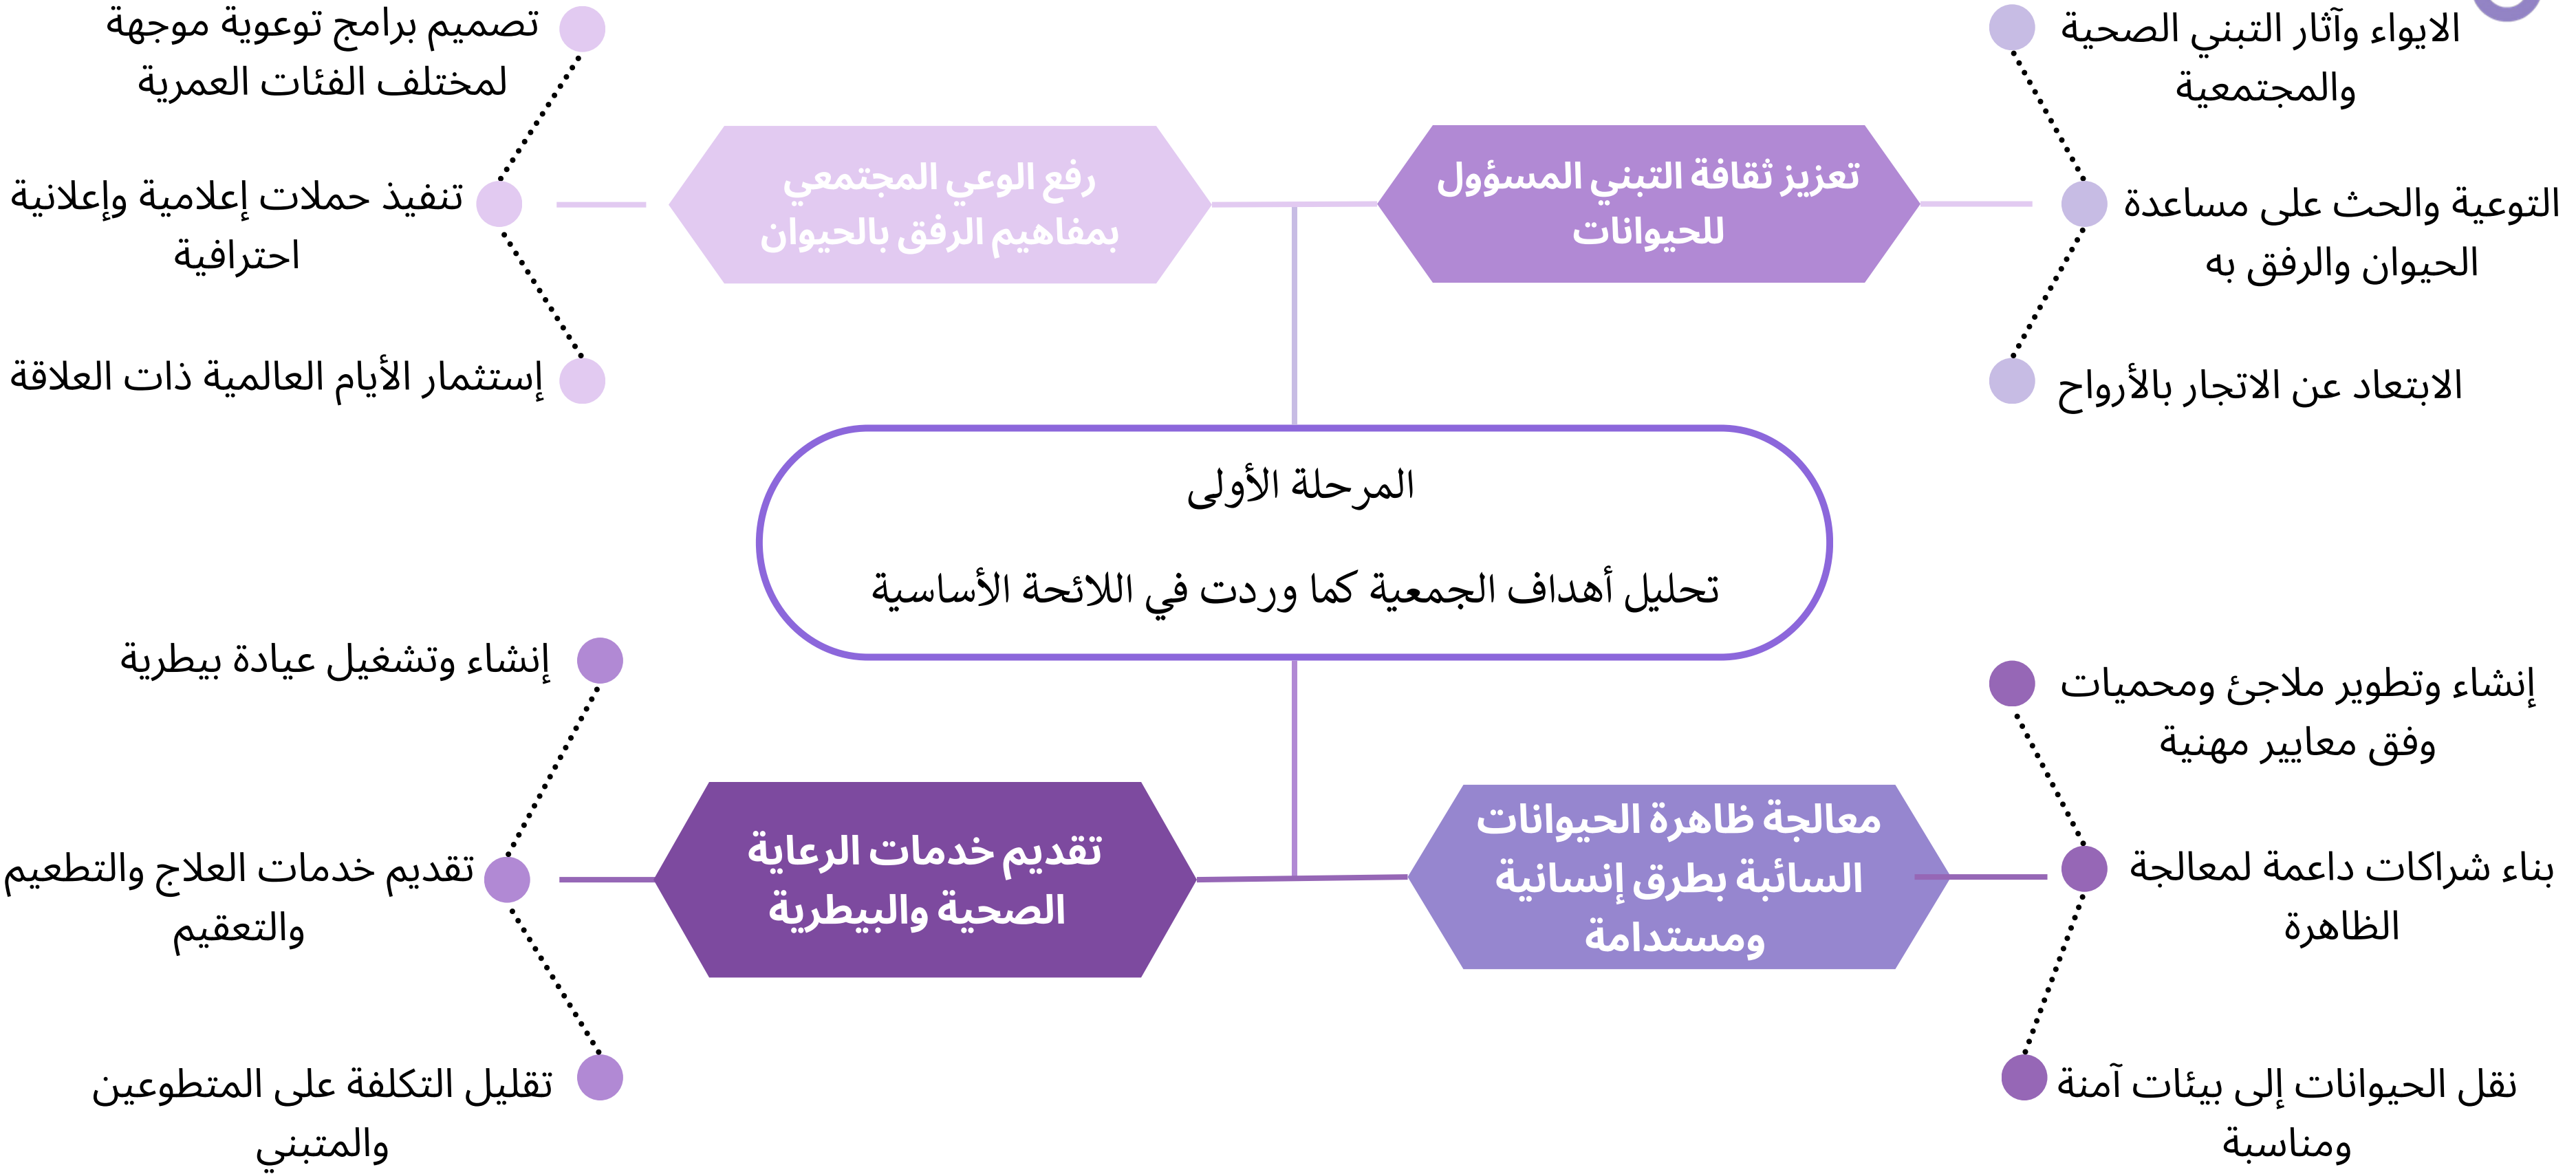 المرحلة الأولى
تحليل أهداف الجمعية كما وردت في اللائحة الأساسية
تعزيز ثقافة التبني المسؤول
للحيوانات
الايواء وآثار التبني الصحية
والمجتمعية
التوعية والحث على مساعدة
الحيوان والرفق به
الابتعاد عن الاتجار بالأرواح
رفع الوعي المجتمعي
بمفاهيم الرفق بالحيوان
تصميم برامج توعوية موجهة
لمختلف الفئات العمرية
تنفيذ حملات إعلامية وإعلانية
احترافية
إستثمار الأيام العالمية ذات العلاقة
معالجة ظاهرة الحيوانات
السائبة بطرق إنسانية
ومستدامة
إنشاء وتطوير ملاجئ ومحميات
وفق معايير مهنية
بناء شراكات داعمة لمعالجة
الظاهرة
نقل الحيوانات إلى بيئات آمنة
ومناسبة
تقديم خدمات الرعاية
الصحية والبيطرية
إنشاء وتشغيل عيادة بيطرية
تقديم خدمات العلاج والتطعيم
والتعقيم
تقليل التكلفة على المتطوعين
والمتبني